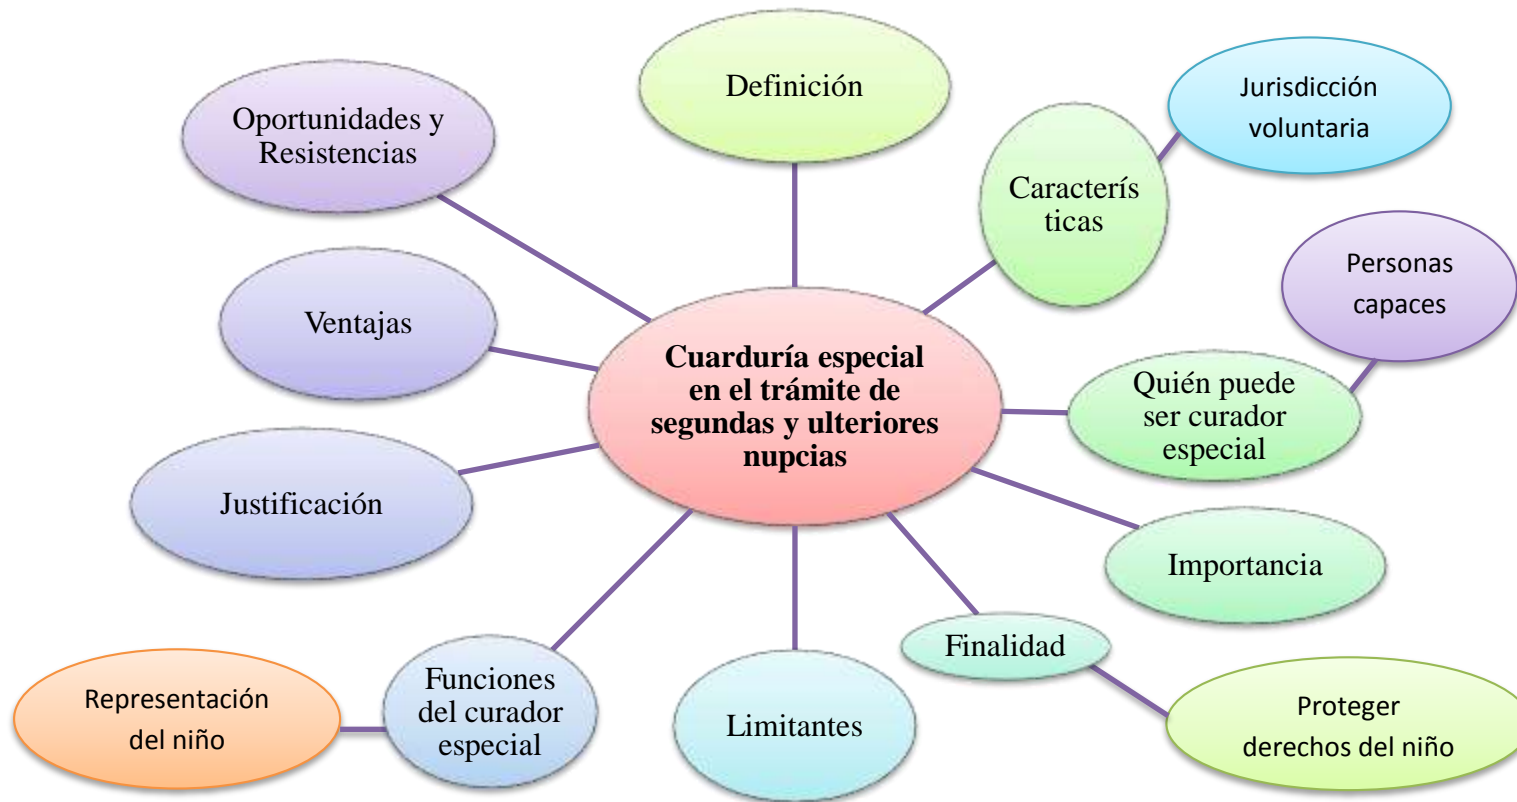 Definición
Jurisdicción
voluntaria
Oportunidades y
Resistencias
Caracterís
ticas
Personas
capaces
Ventajas
Cuarduría especial
en el trámite de
segundas y ulteriores
nupcias
Quién puede
ser curador
especial
Justificación
Importancia
Finalidad
Funciones
del curador
especial
Representación
del niño
Limitantes
Proteger
derechos del niño